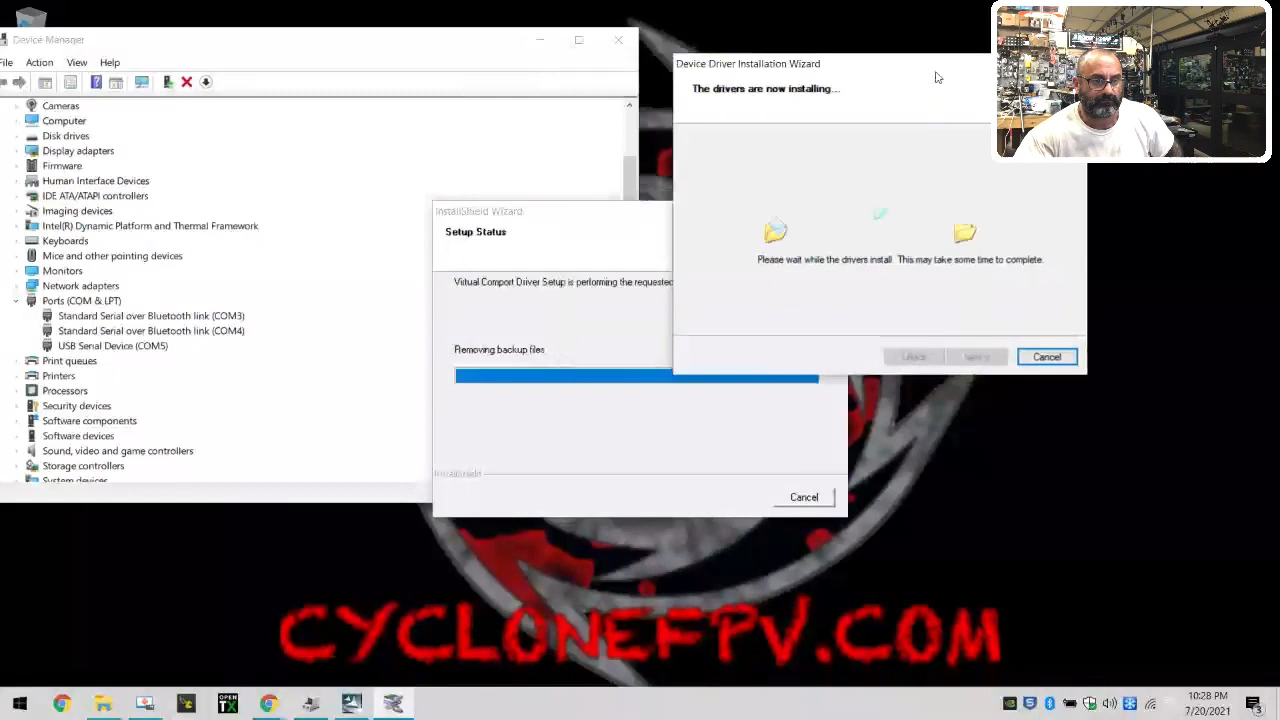 Device Manager
File Action View Help
Cameras
Computer
Disk drives
Display adapters
Firmware
Human Interface Devices
IDE ATA/ATAPI controllers
Imaging devices
Intel(R) Dynamic Platform and Thermal Framework
Keyboards
Mice and other pointing devices
Monitors
Network adapters
Ports (COM & LPT)
Standard Serial over Bluetooth link (COM3)
Standard Serial over Bluetooth link (COM4)
USB Serial Device (COM5)
Print queues
Printers
Processors
Security devices
Software components
Software devices
Sound, video and game controllers
Storage controllers
System devices
InstallShield Wizard
Setup Status
Virtual Comport Driver Setup is performing the requested
Removing backup files
InstallShield
Cancel
Device Driver Installation Wizard
The drivers are now installing...
Please wait while the drivers install. This may take some time to complete.
< Back Next > Cancel
CYCLONEFPV.COM
OPEN
TX
10:28 PM
7/20/2021
3